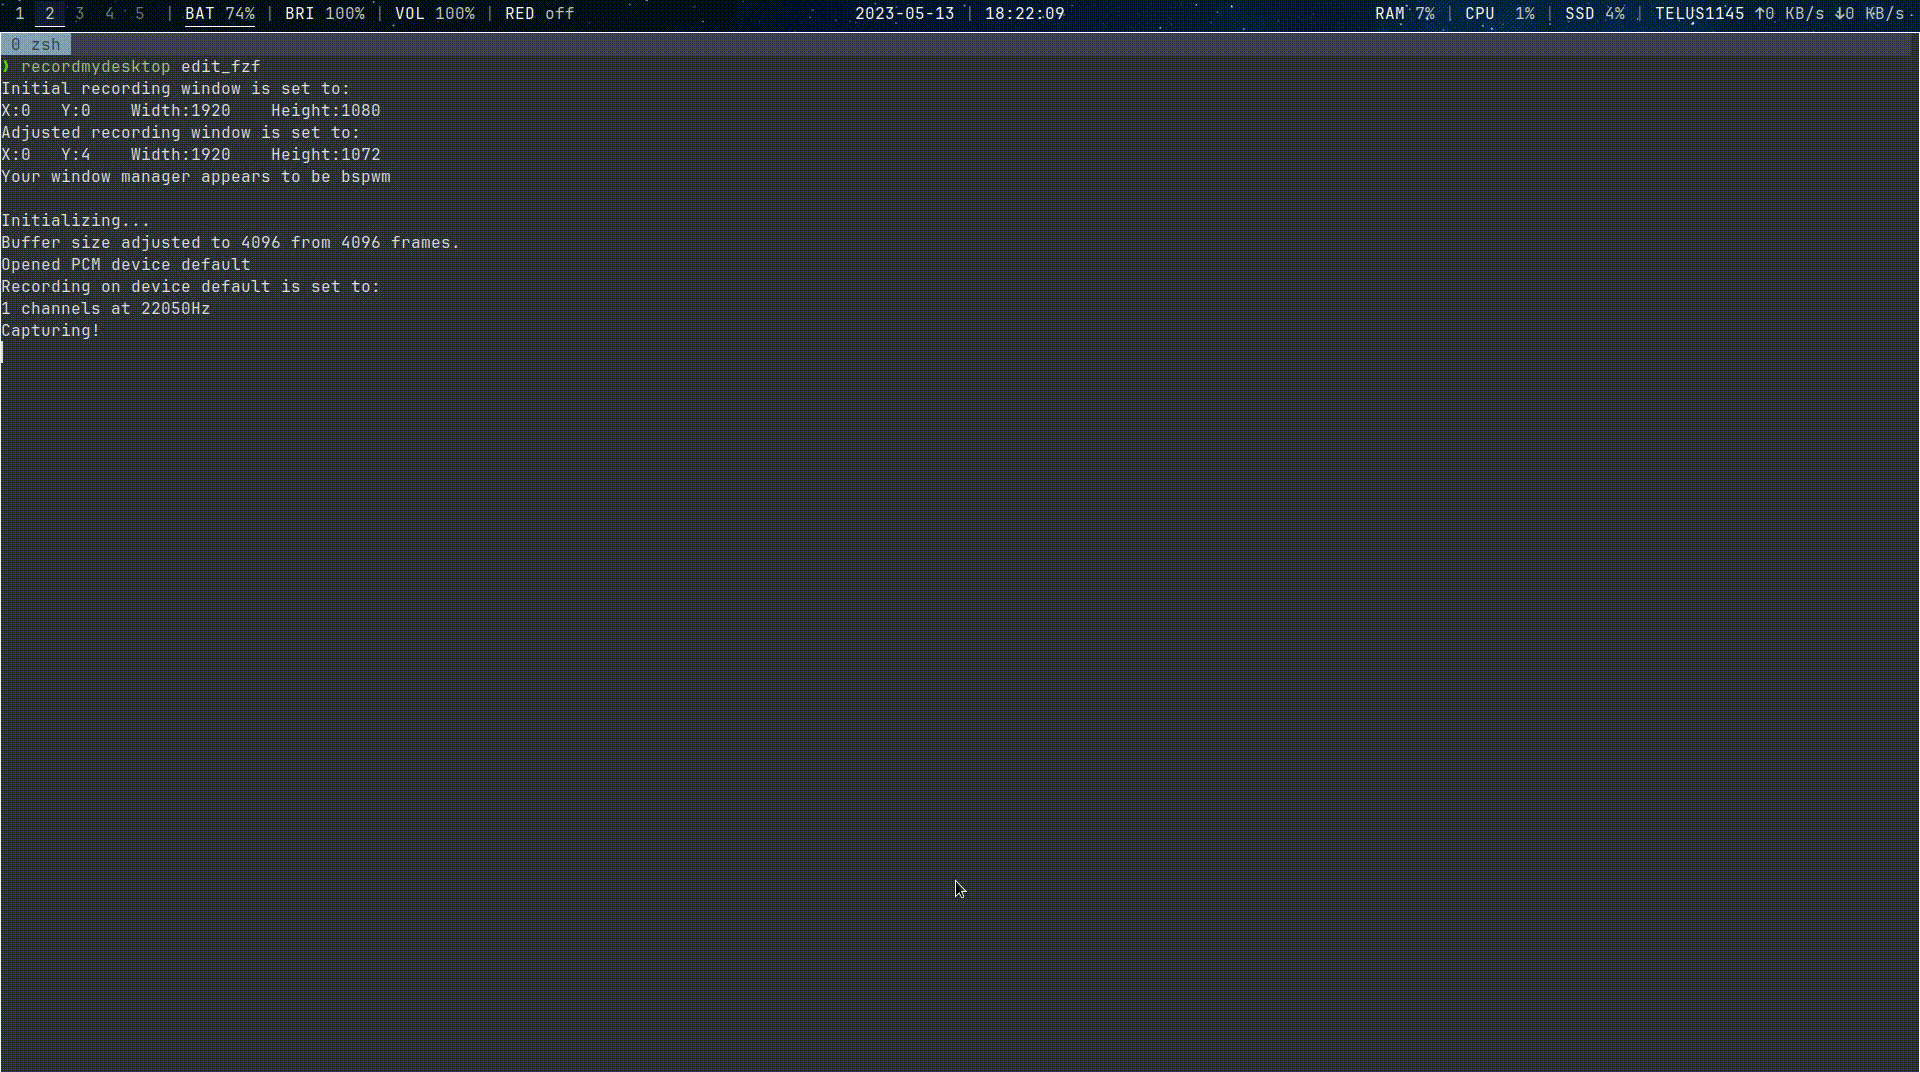 1 2 3 4 5 | BAT 74% | BRI 100% | VOL 100% | RED off 2023-05-13 | 18:22:09 RAM 7% | CPU 1% | SSD 4% | TELUS1145 ↑0 KB/s ↓0 KB/s
0 zsh
❯ recordmydesktop edit_fzf
Initial recording window is set to:
X:0 Y:0 Width:1920 Height:1080
Adjusted recording window is set to:
X:0 Y:4 Width:1920 Height:1072
Your window manager appears to be bspwm
Initializing...
Buffer size adjusted to 4096 from 4096 frames.
Opened PCM device default
Recording on device default is set to:
1 channels at 22050Hz
Capturing!